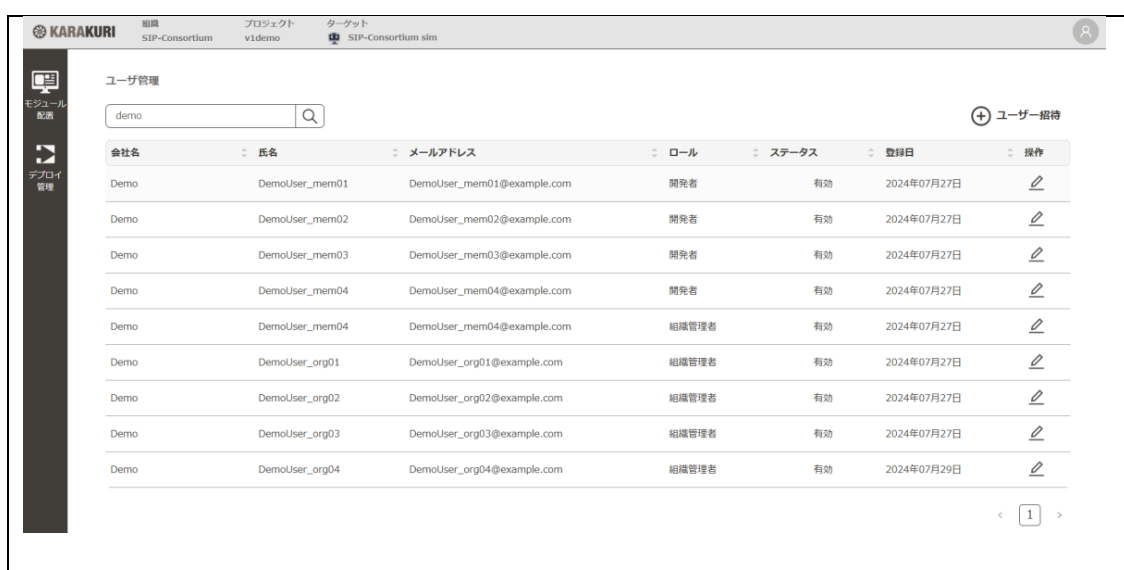 KARAKURI
組織 プロジェクト ターゲット
SIP-Consortium v1demo SIP-Consortium sim
モジュール
配置
デプロイ
管理
ユーザ管理
demo
ユーザー招待
会社名 氏名 メールアドレス ロール ステータス 登録日 操作
Demo DemoUser_mem01 DemoUser_mem01@example.com 開発者 有効 2024年07月27日
Demo DemoUser_mem02 DemoUser_mem02@example.com 開発者 有効 2024年07月27日
Demo DemoUser_mem03 DemoUser_mem03@example.com 開発者 有効 2024年07月27日
Demo DemoUser_mem04 DemoUser_mem04@example.com 開発者 有効 2024年07月27日
Demo DemoUser_mem04 DemoUser_mem04@example.com 組織管理者 有効 2024年07月27日
Demo DemoUser_org01 DemoUser_org01@example.com 組織管理者 有効 2024年07月27日
Demo DemoUser_org02 DemoUser_org02@example.com 組織管理者 有効 2024年07月27日
Demo DemoUser_org03 DemoUser_org03@example.com 組織管理者 有効 2024年07月27日
Demo DemoUser_org04 DemoUser_org04@example.com 組織管理者 有効 2024年07月29日
< 1 >